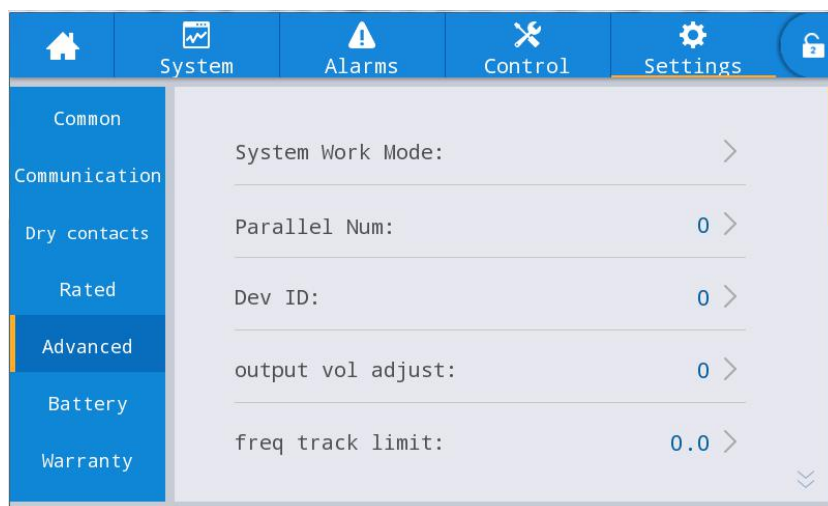 System
Alarms
Control
Settings
2
Common
Communication
Dry contacts
Rated
Advanced
Battery
Warranty
System Work Mode:
Parallel Num: 0
Dev ID: 0
output vol adjust: 0
freq track limit: 0.0